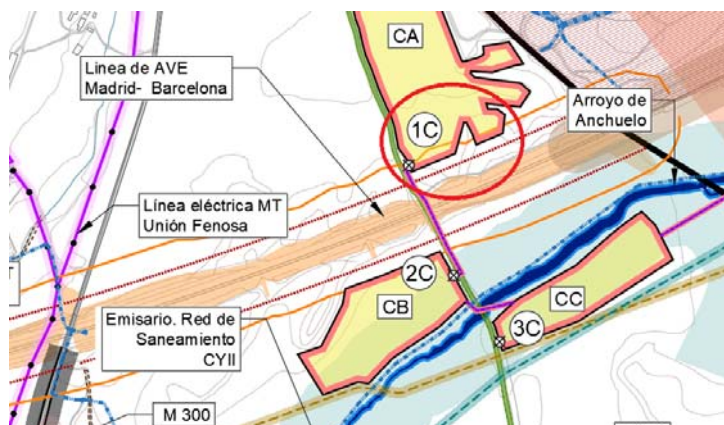 CA
Linea de AVE
Madrid- Barcelona
1C
Arroyo de
Anchuelo
Línea eléctrica MT
Unión Fenosa
T
2C
CB
CC
Emisario. Red de
Saneamiento
CYII
3C
M 300